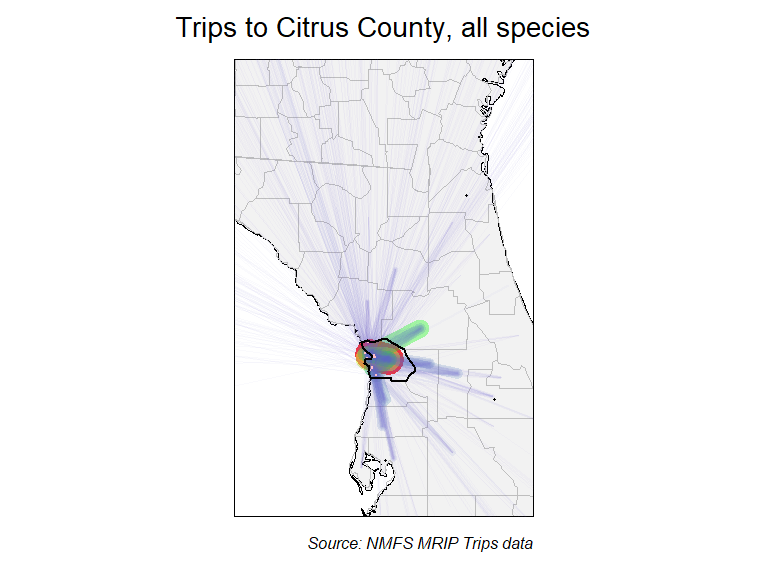 Trips to Citrus County, all species
Source: NMFS MRIP Trips data